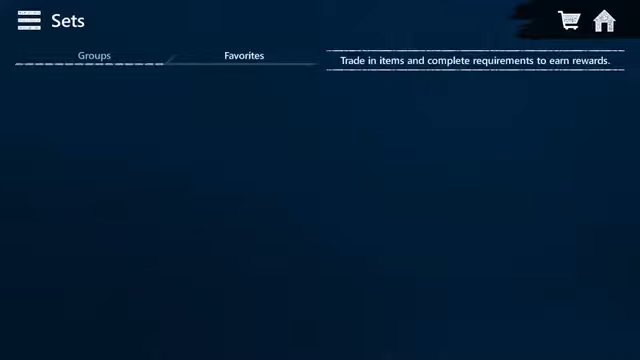 Sets
Groups
Favorites
Trade in items and complete requirements to earn rewards.